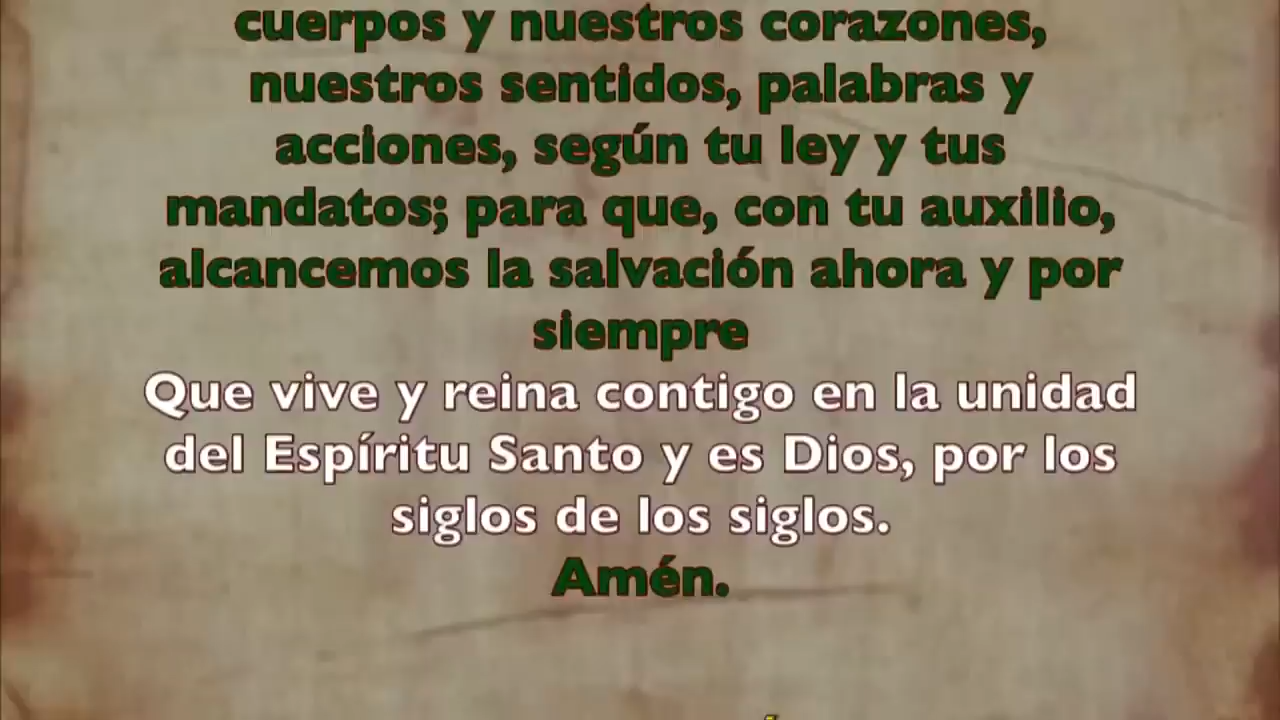 cuerpos y nuestros corazones,
nuestros sentidos, palabras y
acciones, según tu ley y tus
mandatos; para que, con tu auxilio,
alcancemos la salvación ahora y por
siempre
Que vive y reina contigo en la unidad
del Espíritu Santo y es Dios, por los
siglos de los siglos.
Amén.